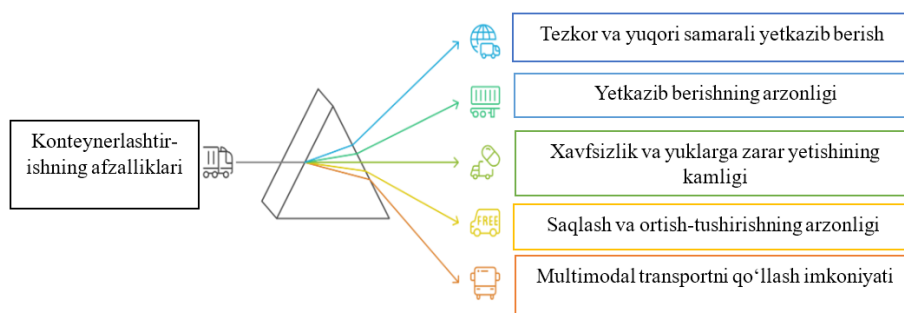 Konteynerlashtir-
ishning afzalliklari
Tezkor va yuqori samarali yetkazib berish
Yetkazib berishning arzonligi
Xavfsizlik va yuklarga zarar yetishining
kamligi
FREE
Saqlash va ortish-tushirishning arzonligi
Multimodal transportni qo‘llash imkoniyati